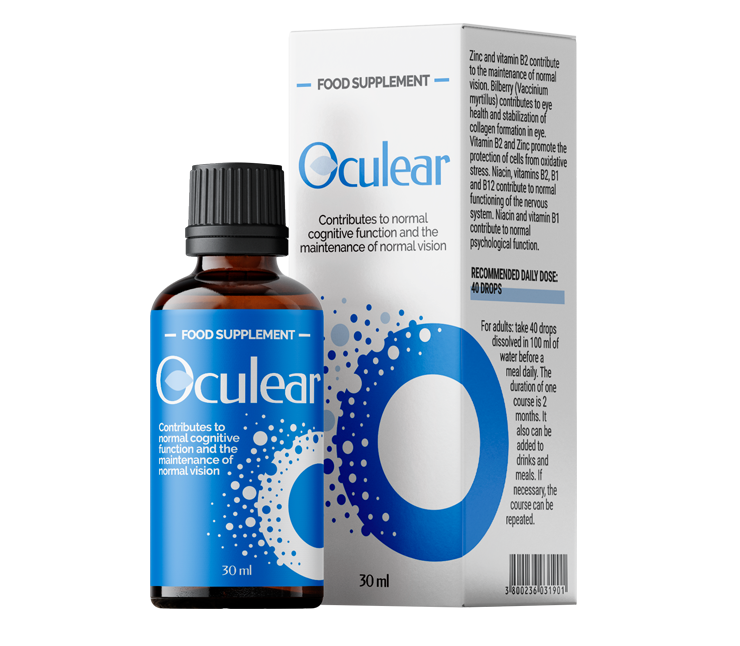 FOOD SUPPLEMENT
Oculear
Contributes to
normal cognitive
function and the
maintenance of
normal vision
30 ml
FOOD SUPPLEMENT
Oculear
Contributes to normal
cognitive function and the
maintenance of normal vision
30 ml
Zinc and vitamin B2 contribute
to the maintenance of normal
vision. Bilberry (Vaccinium
myrtillus) contributes to eye
health and stabilization of
collagen formation in eye.
Vitamin B2 and Zinc promote the
protection of cells from oxidative
stress. Niacin, vitamins B2, B1
and B12 contribute to normal
functioning of the nervous
system. Niacin and vitamin B1
contribute to normal
psychological function.
RECOMMENDED DAILY DOSE:
40 DROPS
For adults: take 40 drops
dissolved in 100 ml of
water before a
meal daily. The
duration of one
course is 2
months. It
also can be
added to
drinks and
meals. If
necessary, the
course can be
repeated.
3 800236 031901